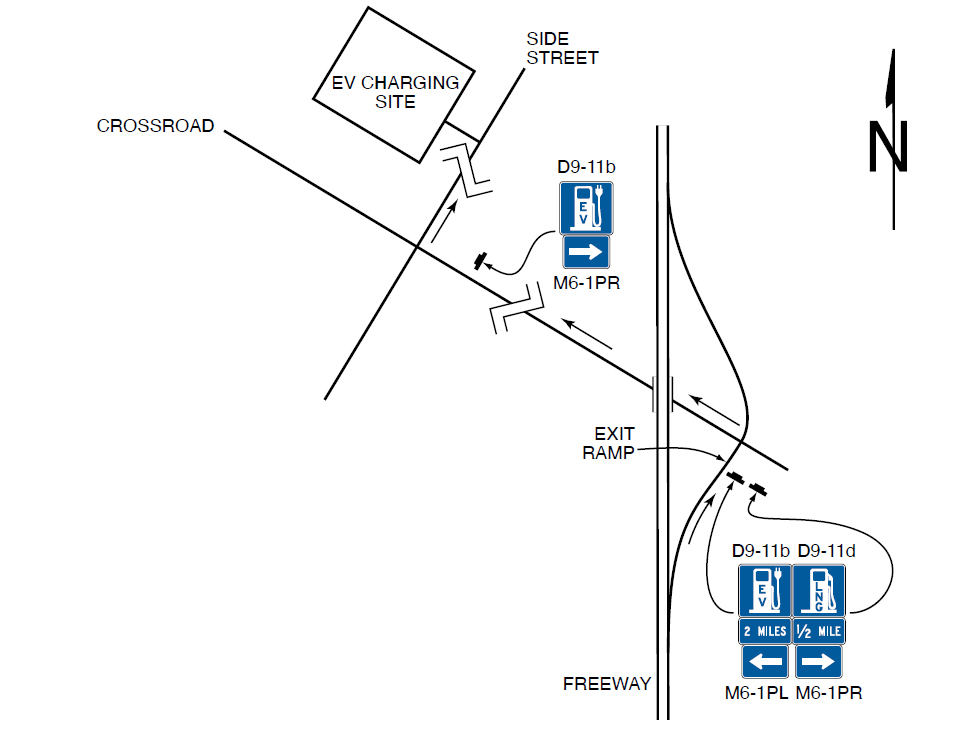 SIDE
STREET
EV CHARGING
SITE
CROSSROAD
N
D9-11b
E
V
M6-1PR
EXIT
RAMP
D9-11b D9-11d
E
V
L
N
G
2 MILES
1/2 MILE
M6-1PL M6-1PR
FREEWAY